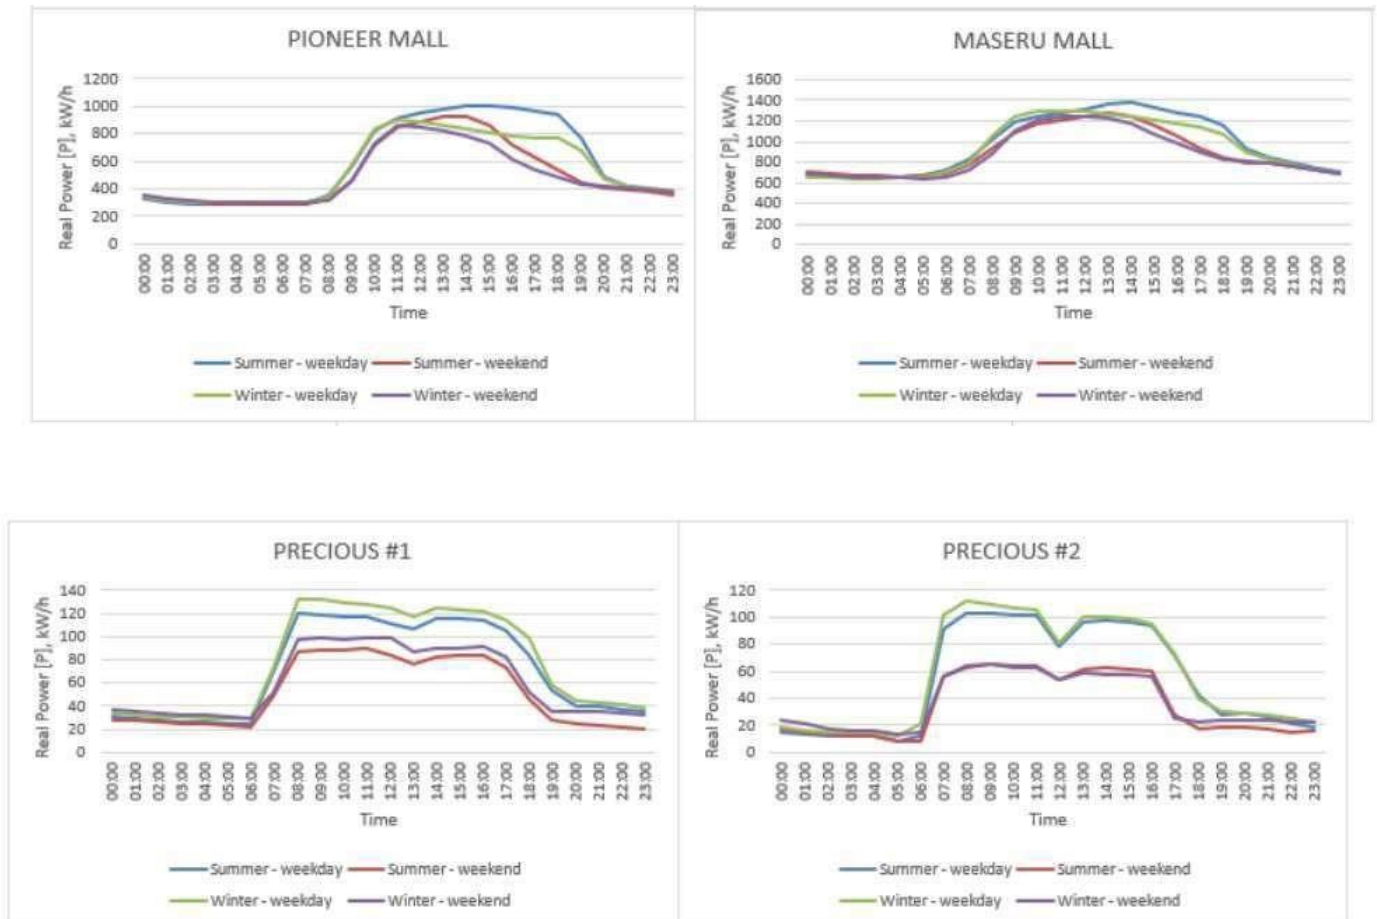 PIONEER MALL
Real Power [P], kW/h
1200
1000
800
600
400
200
0
00:00 01:00 02:00 03:00 04:00 05:00 06:00 07:00 08:00 09:00 10:00 11:00 12:00 13:00 14:00 15:00 16:00 17:00 18:00 19:00 20:00 21:00 22:00 23:00
Time
Summer - weekday Summer - weekend
Winter - weekday Winter - weekend
MASERU MALL
Real Power [P], kW/h
1600
1400
1200
1000
800
600
400
200
0
00:00 01:00 02:00 03:00 04:00 05:00 06:00 07:00 08:00 09:00 10:00 11:00 12:00 13:00 14:00 15:00 16:00 17:00 18:00 19:00 20:00 21:00 22:00 23:00
Time
Summer - weekday Summer - weekend
Winter - weekday Winter - weekend
PRECIOUS #1
Real Power [P], kW/h
140
120
100
80
60
40
20
0
00:00 01:00 02:00 03:00 04:00 05:00 06:00 07:00 08:00 09:00 10:00 11:00 12:00 13:00 14:00 15:00 16:00 17:00 18:00 19:00 20:00 21:00 22:00 23:00
Time
Summer - weekday Summer - weekend
Winter - weekday Winter - weekend
PRECIOUS #2
Real Power [P], kW/h
120
100
80
60
40
20
0
00:00 01:00 02:00 03:00 04:00 05:00 06:00 07:00 08:00 09:00 10:00 11:00 12:00 13:00 14:00 15:00 16:00 17:00 18:00 19:00 20:00 21:00 22:00 23:00
Time
Summer - weekday Summer - weekend
Winter - weekday Winter - weekend